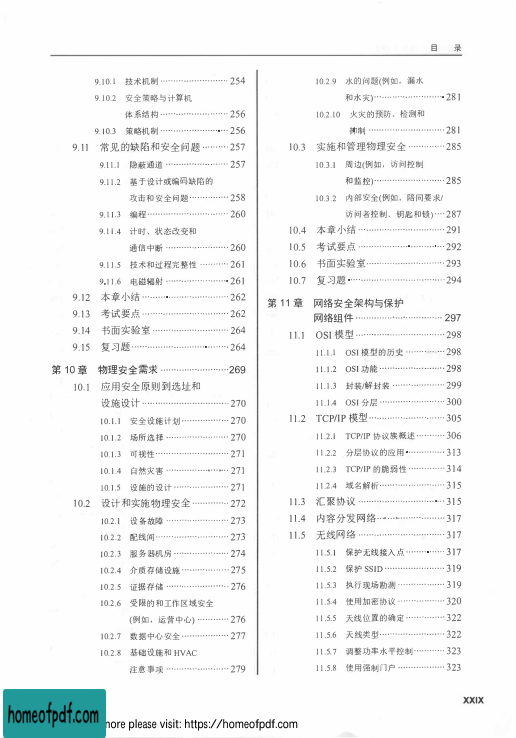 目 录
9.10.1 技术机制 254
9.10.2 安全策略与计算机
体系结构 256
9.10.3 策略机制 256
9.11 常见的缺陷和安全问题 257
9.11.1 隐蔽通道 257
9.11.2 基于设计或编码缺陷的
攻击和安全问题 258
9.11.3 编程 260
9.11.4 计时、状态改变和
通信中断 260
9.11.5 技术和过程完整性 261
9.11.6 电磁辐射 261
9.12 本章小结 262
9.13 考试要点 262
9.14 书面实验室 264
9.15 复习题 264
第 10 章 物理安全需求 269
10.1 应用安全原则到选址和
设施设计 270
10.1.1 安全设施计划 270
10.1.2 场所选择 270
10.1.3 可视性 271
10.1.4 自然灾害 271
10.1.5 设施的设计 271
10.2 设计和实施物理安全 272
10.2.1 设备故障 273
10.2.2 配线间 273
10.2.3 服务器机房 274
10.2.4 介质存储设施 275
10.2.5 证据存储 276
10.2.6 受限的和工作区域安全
(例如，运营中心) 276
10.2.7 数据中心安全 277
10.2.8 基础设施和 HVAC
注意事项 279
10.2.9 水的问题(例如，漏水
和水灾) 281
10.2.10 火灾的预防、检测和
抑制 281
10.3 实施和管理物理安全 285
10.3.1 周边(例如，访问控制
和监控) 285
10.3.2 内部安全(例如，陪同要求/
访问者控制、钥匙和锁) 287
10.4 本章小结 291
10.5 考试要点 292
10.6 书面实验室 293
10.7 复习题 294
第 11 章 网络安全架构与保护
网络组件 297
11.1 OSI 模型 298
11.1.1 OSI 模型的历史 298
11.1.2 OSI 功能 298
11.1.3 封装/解封装 299
11.1.4 OSI 分层 300
11.2 TCP/IP 模型 305
11.2.1 TCP/IP 协议族概述 306
11.2.2 分层协议的应用 313
11.2.3 TCP/IP 的脆弱性 314
11.2.4 域名解析 315
11.3 汇聚协议 315
11.4 内容分发网络 317
11.5 无线网络 317
11.5.1 保护无线接入点 317
11.5.2 保护 SSID 319
11.5.3 执行现场勘测 319
11.5.4 使用加密协议 320
11.5.5 天线位置的确定 322
11.5.6 天线类型 322
11.5.7 调整功率水平控制 323
11.5.8 使用强制门户 323
XXIX
homeofpdf.com
more please visit: https://homeofpdf.com